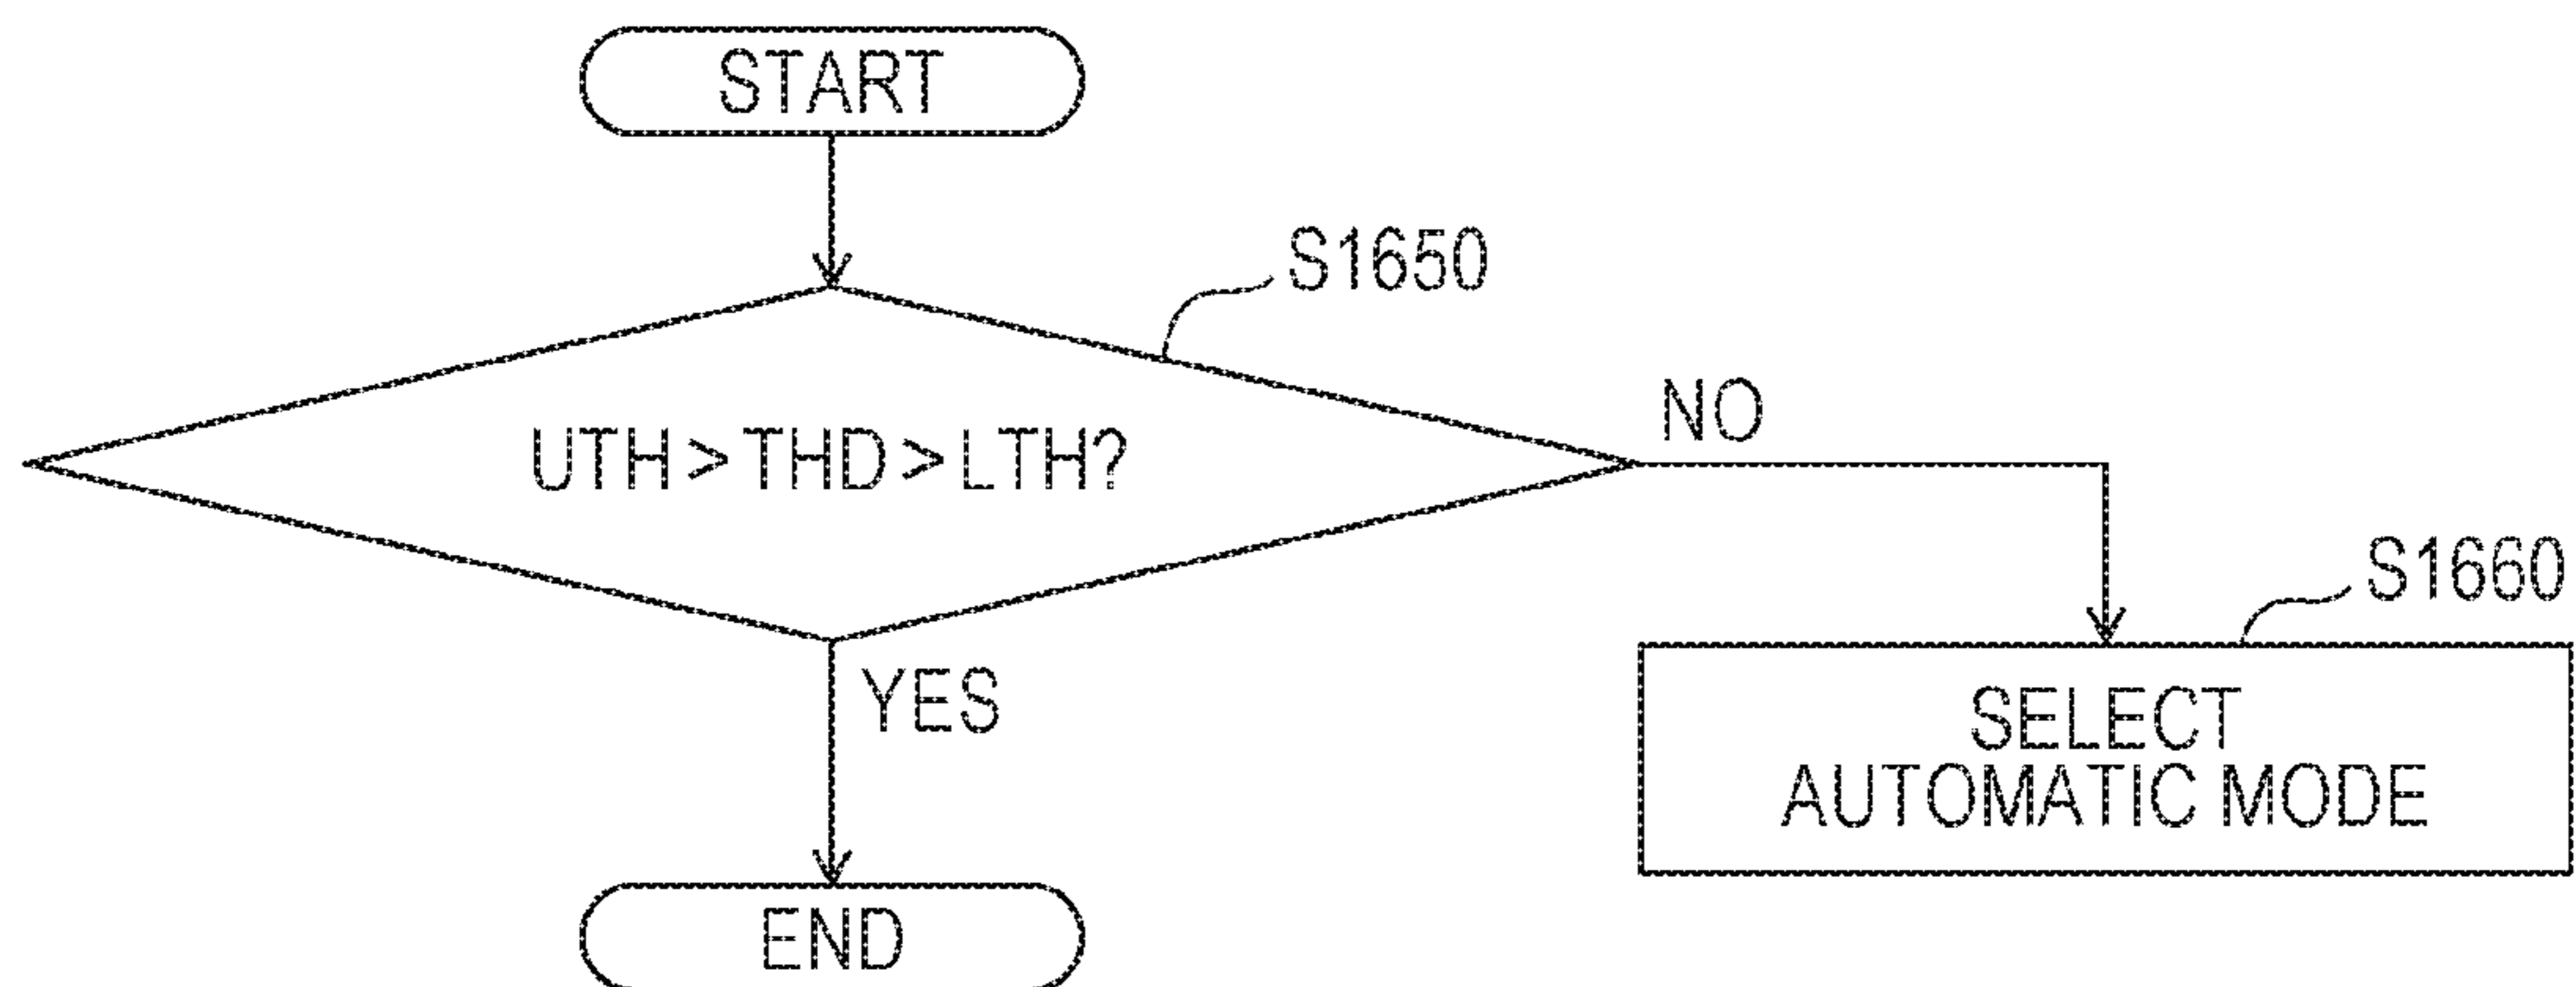 START
S1650
UTH > THD > LTH?
NO
S1660
SELECT
AUTOMATIC MODE
YES
END